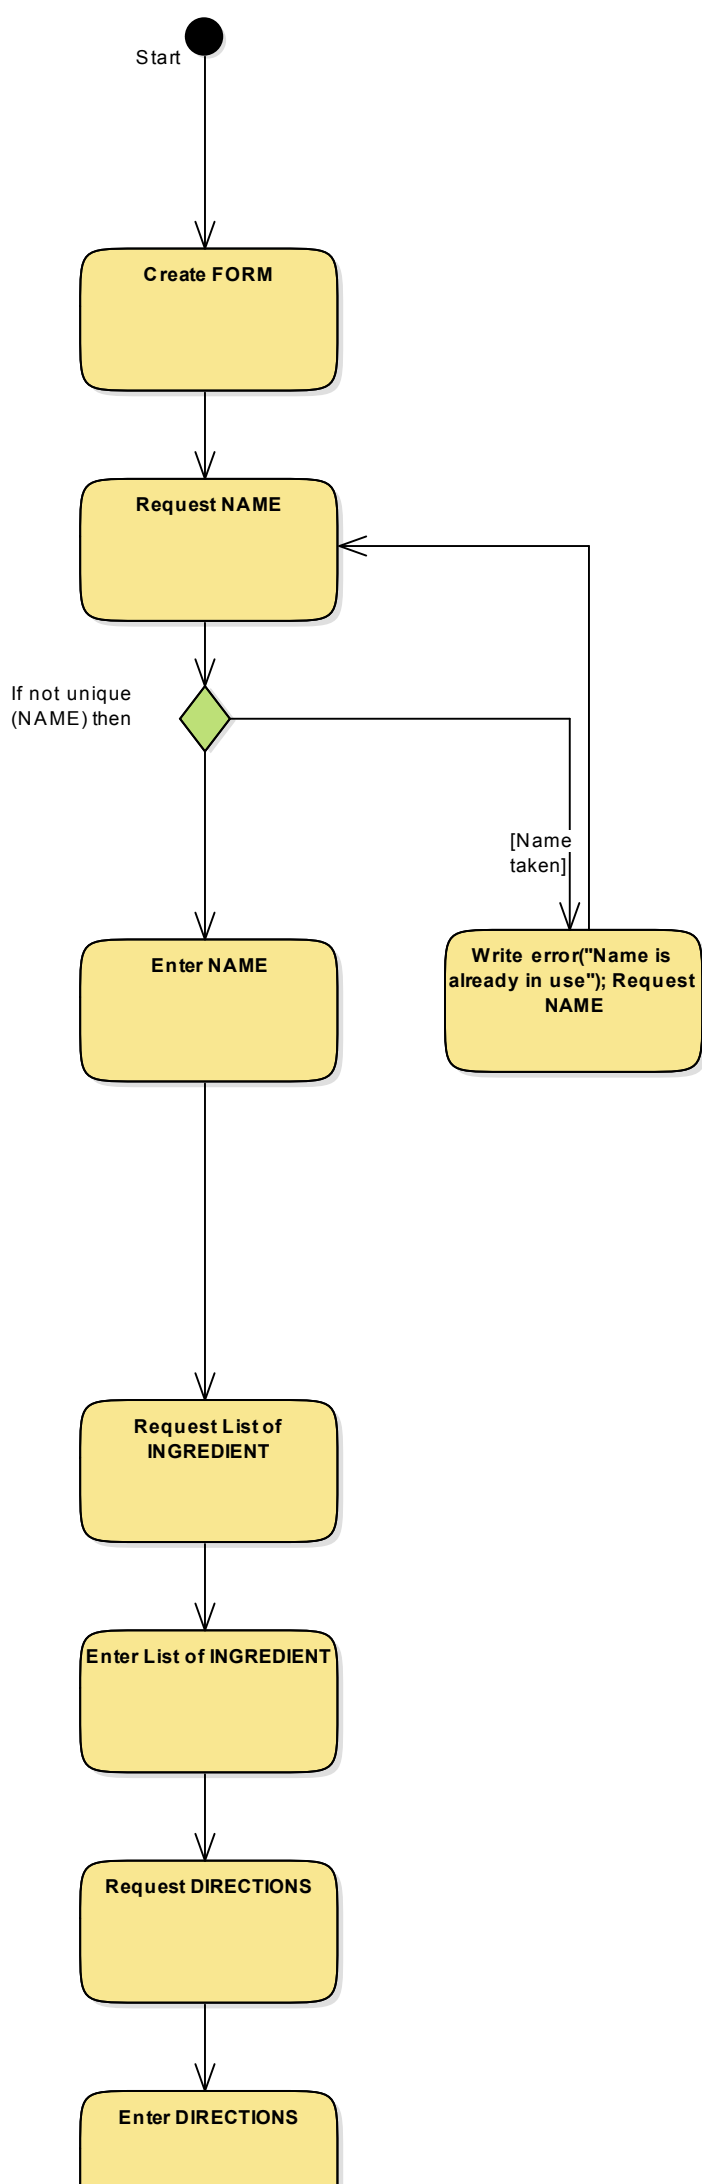 Start
Create FORM
Request NAME
If not unique
(NAME) then
[Name
taken]
Enter NAME
Write error("Name is
already in use"); Request
NAME
Request List of
INGREDIENT
Enter List of INGREDIENT
Request DIRECTIONS
Enter DIRECTIONS